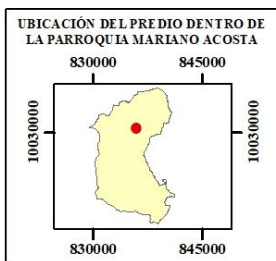 UBICACIÓN DEL PREDIO DENTRO DE
LA PARROQUIA MARIANO ACOSTA
830000 845000
10030000 10030000
830000 845000